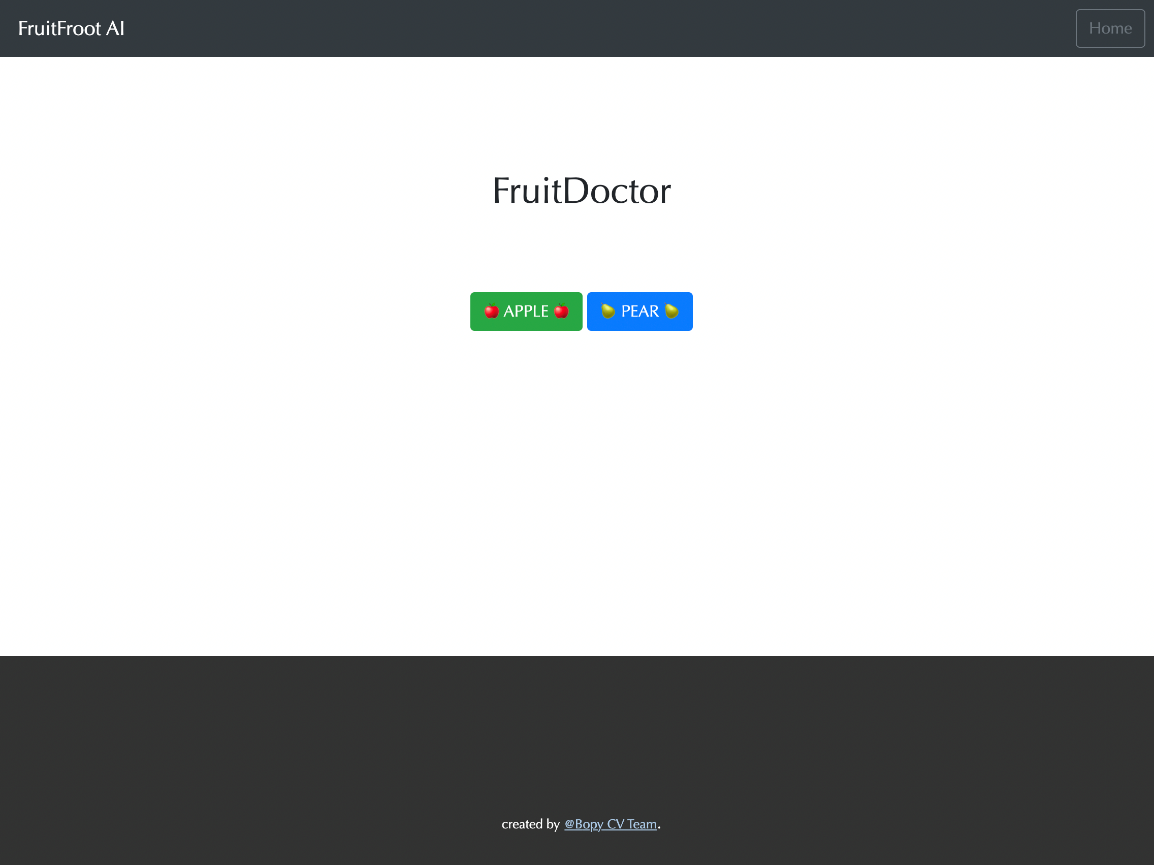 FruitFroot AI
Home
FruitDoctor
🍎 APPLE 🍎
🍐 PEAR 🍐
created by @Bopy CV Team.